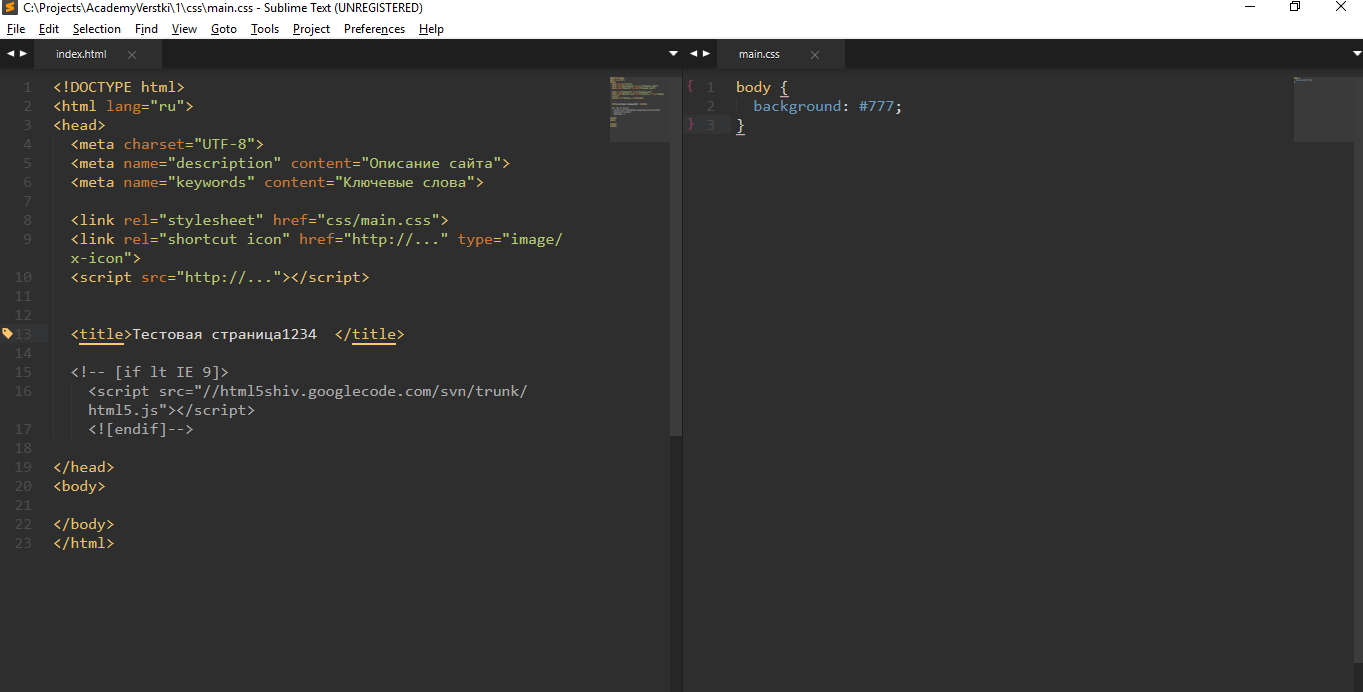 C:\Projects\AcademyVerstki\1\css\main.css - Sublime Text (UNREGISTERED)
File Edit Selection Find View Goto Tools Project Preferences Help
index.html
1 <!DOCTYPE html>
2 <html lang="ru">
3 <head>
4 <meta charset="UTF-8">
5 <meta name="description" content="Описание сайта">
6 <meta name="keywords" content="Ключевые слова">
7
8 <link rel="stylesheet" href="css/main.css">
9 <link rel="shortcut icon" href="http://..." type="image/
x-icon">
10 <script src="http://..."></script>
11
12
13 <title>Тестовая страница1234  </title>
14
15 <!-- [if lt IE 9]>
16 <script src="//html5shiv.googlecode.com/svn/trunk/
html5.js"></script>
17 <![endif]-->
18
19 </head>
20 <body>
21
22 </body>
23 </html>
main.css
{ 1 body {
2 background: #777;
} 3 }